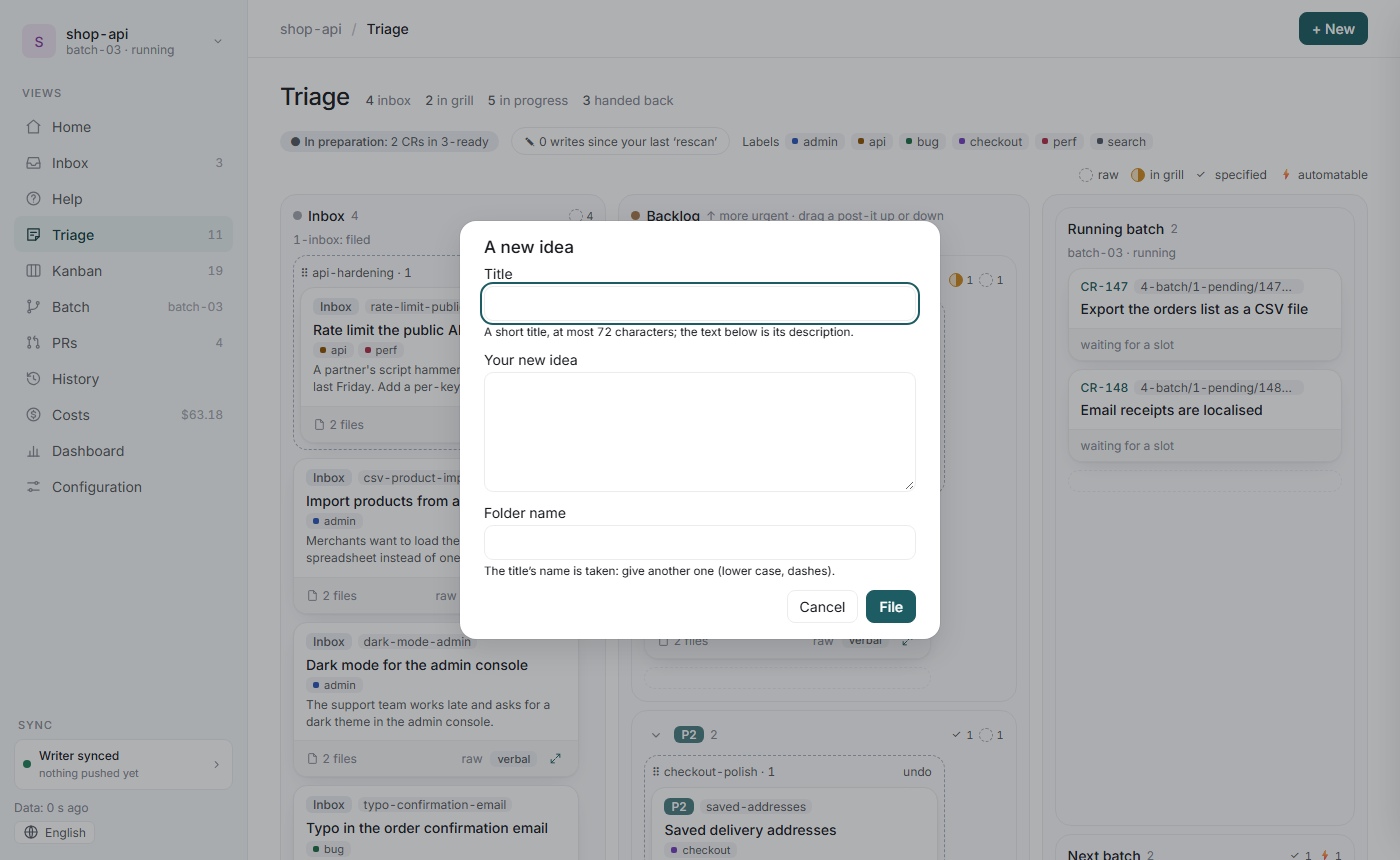 S
shop-api
batch-03 · running
VIEWS
Home
Inbox 3
Help
Triage 11
Kanban 19
Batch batch-03
PRs 4
History
Costs $63.18
Dashboard
Configuration
SYNC
Writer synced
nothing pushed yet
Data: 0 s ago
English
shop-api / Triage
+ New
Triage 4 inbox 2 in grill 5 in progress 3 handed back
In preparation: 2 CRs in 3-ready 0 writes since your last ‘rescan’ Labels admin api bug checkout perf search
raw in grill specified automatable
Inbox 4 4
1-inbox: filed
api-hardening · 1
Inbox
Rate limit the public
api perf
A partner's script
last Friday. Add a per-key
2 files
Inbox
Import products from a
admin
Merchants want to load the
spreadsheet instead of one
2 files raw
Inbox dark-mode-admin
Dark mode for the admin console
admin
The support team works late and asks for a
dark theme in the admin console.
2 files raw verbal
Inbox typo-confirmation-email
Typo in the order confirmation email
bug
Backlog ↑ more urgent · drag a post-it up or down
1 1
2 files raw verbal
P2 2 1 1
checkout-polish · 1 undo
P2 saved-addresses
Saved delivery addresses
checkout
Running batch 2
batch-03 · running
CR-147 4-batch/1-pending/147…
Export the orders list as a CSV file
waiting for a slot
CR-148 4-batch/1-pending/148…
Email receipts are localised
waiting for a slot
Next batch 2 1 1
A new idea
Title
A short title, at most 72 characters; the text below is its description.
Your new idea
Folder name
The title’s name is taken: give another one (lower case, dashes).
Cancel File